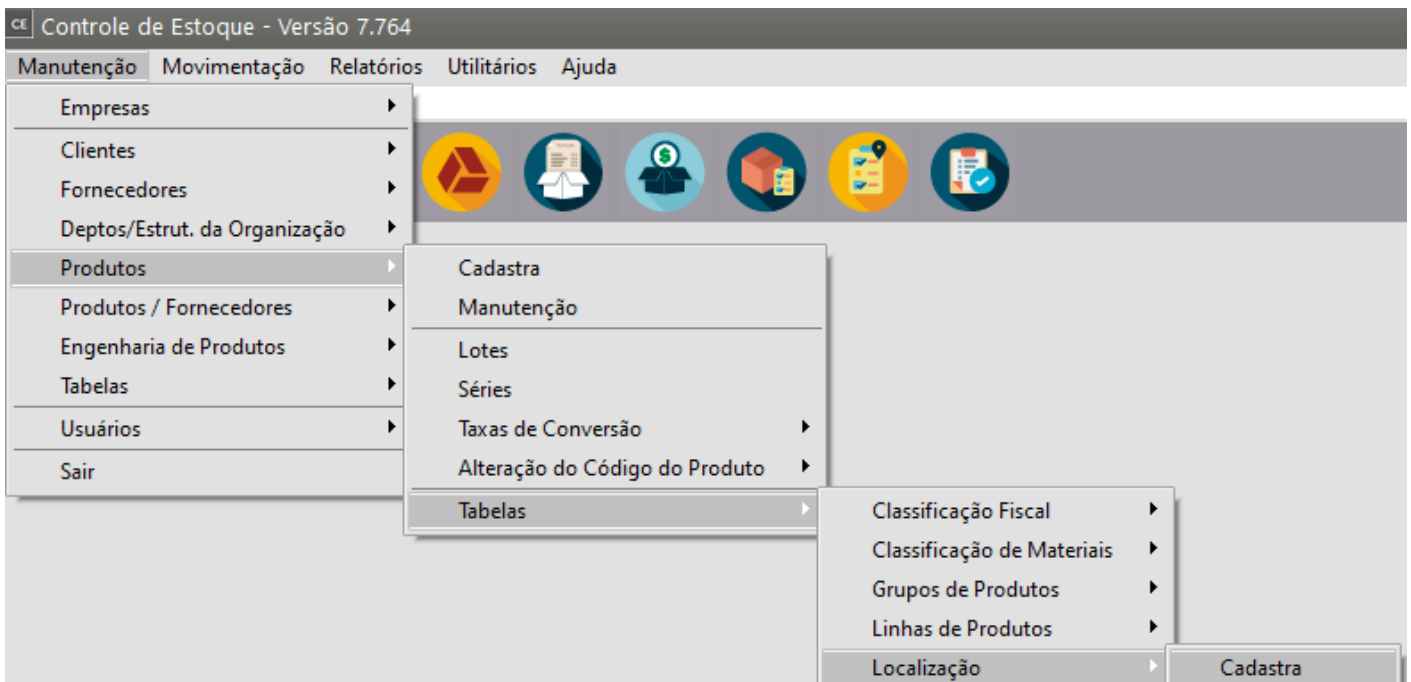 CE Controle de Estoque - Versão 7.764
Manutenção Movimentação Relatórios Utilitários Ajuda
Empresas
Clientes
Fornecedores
Deptos/Estrut. da Organização
Produtos
Produtos / Fornecedores
Engenharia de Produtos
Tabelas
Usuários
Sair
Cadastra
Manutenção
Lotes
Séries
Taxas de Conversão
Alteração do Código do Produto
Tabelas
Classificação Fiscal
Classificação de Materiais
Grupos de Produtos
Linhas de Produtos
Localização
Cadastra